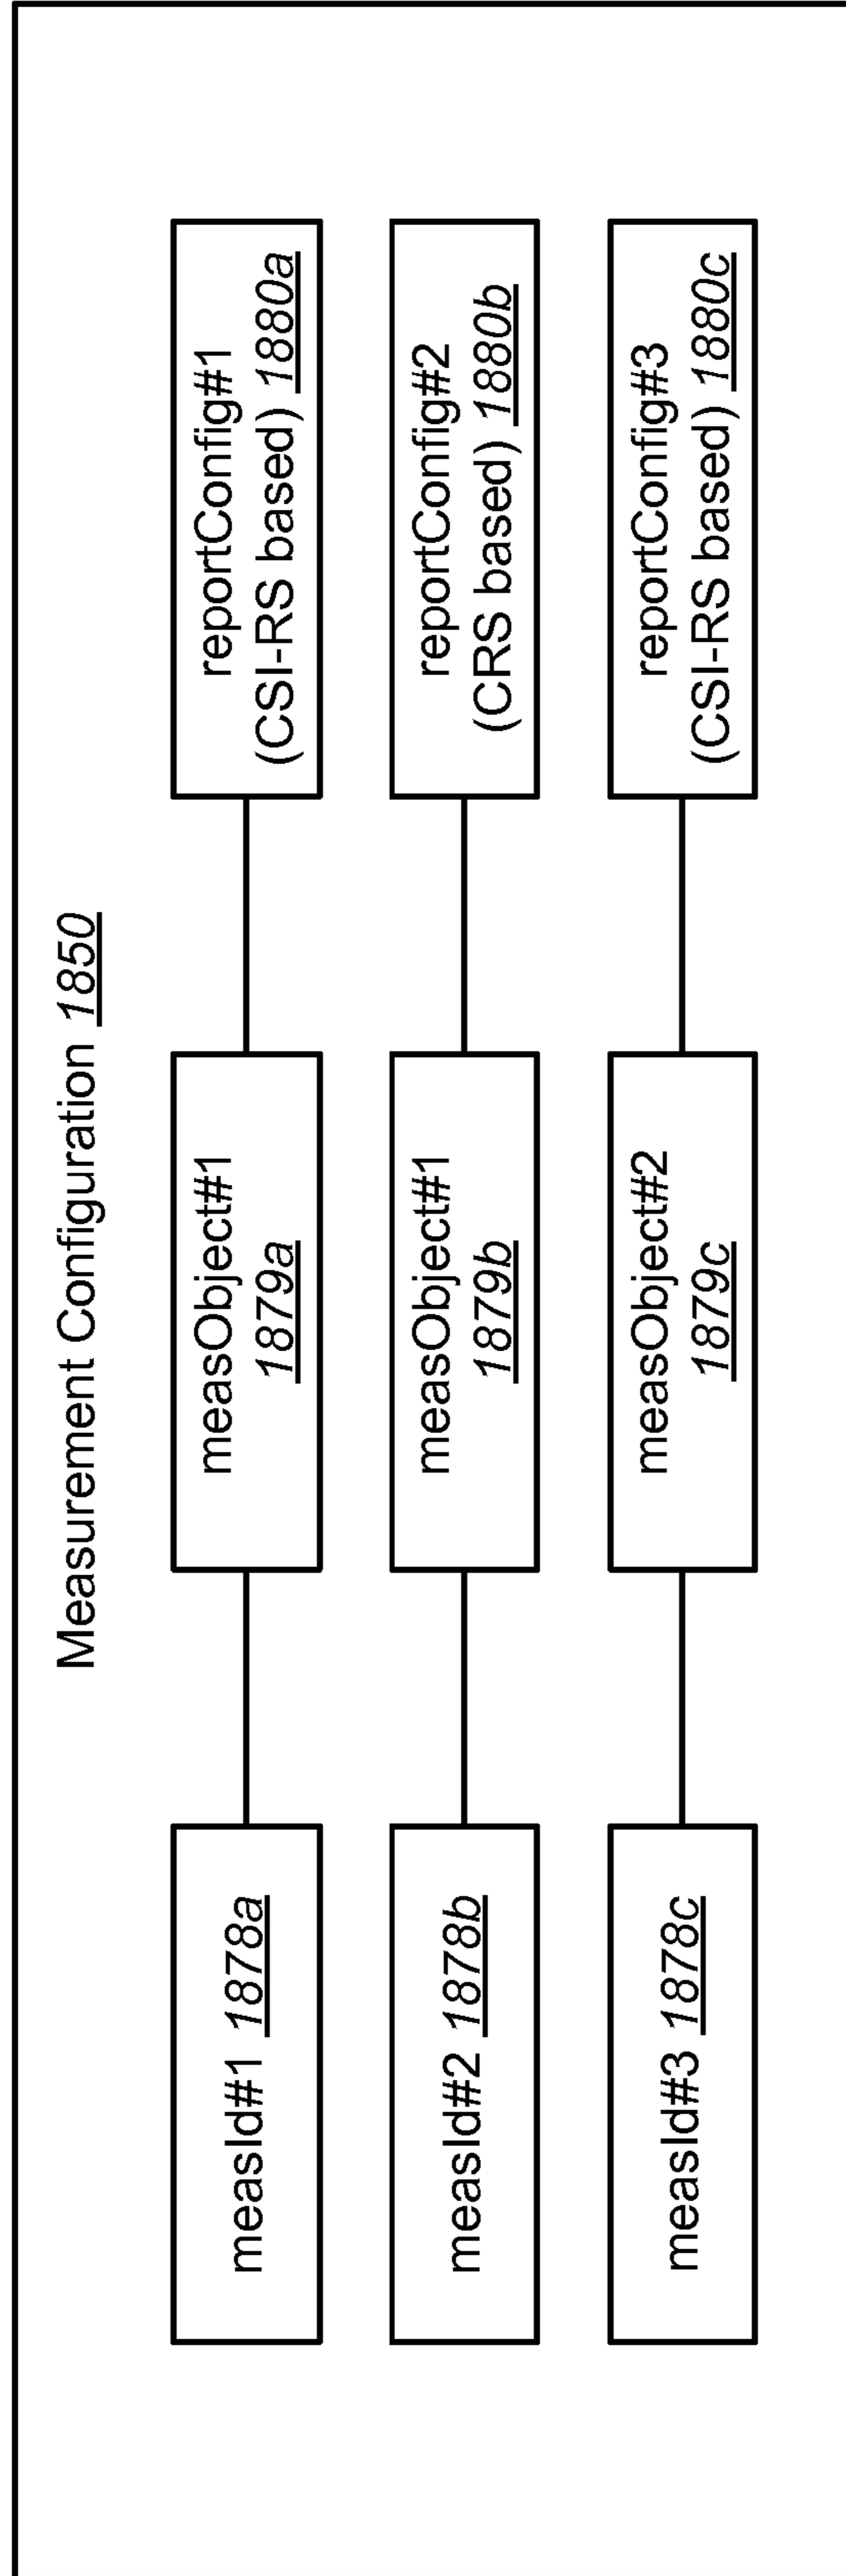 Measurement Configuration 1850
measId#1 1878a
measObject#1
1879a
reportConfig#1
(CSI-RS based) 1880a
measId#2 1878b
measObject#1
1879b
reportConfig#2
(CRS based) 1880b
measId#3 1878c
measObject#2
1879c
reportConfig#3
(CSI-RS based) 1880c